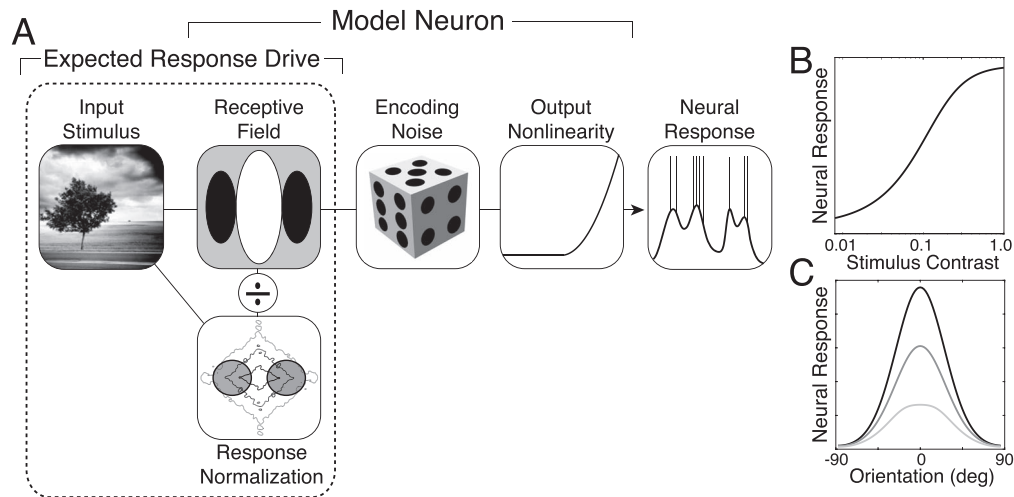 A
Model Neuron
Expected Response Drive
Input
Stimulus
Receptive
Field
Encoding
Noise
Output
Nonlinearity
Neural
Response
÷
Response
Normalization
B
Neural Response
0.01
0.1
1.0
Stimulus Contrast
C
Neural Response
-90
0
90
Orientation (deg)